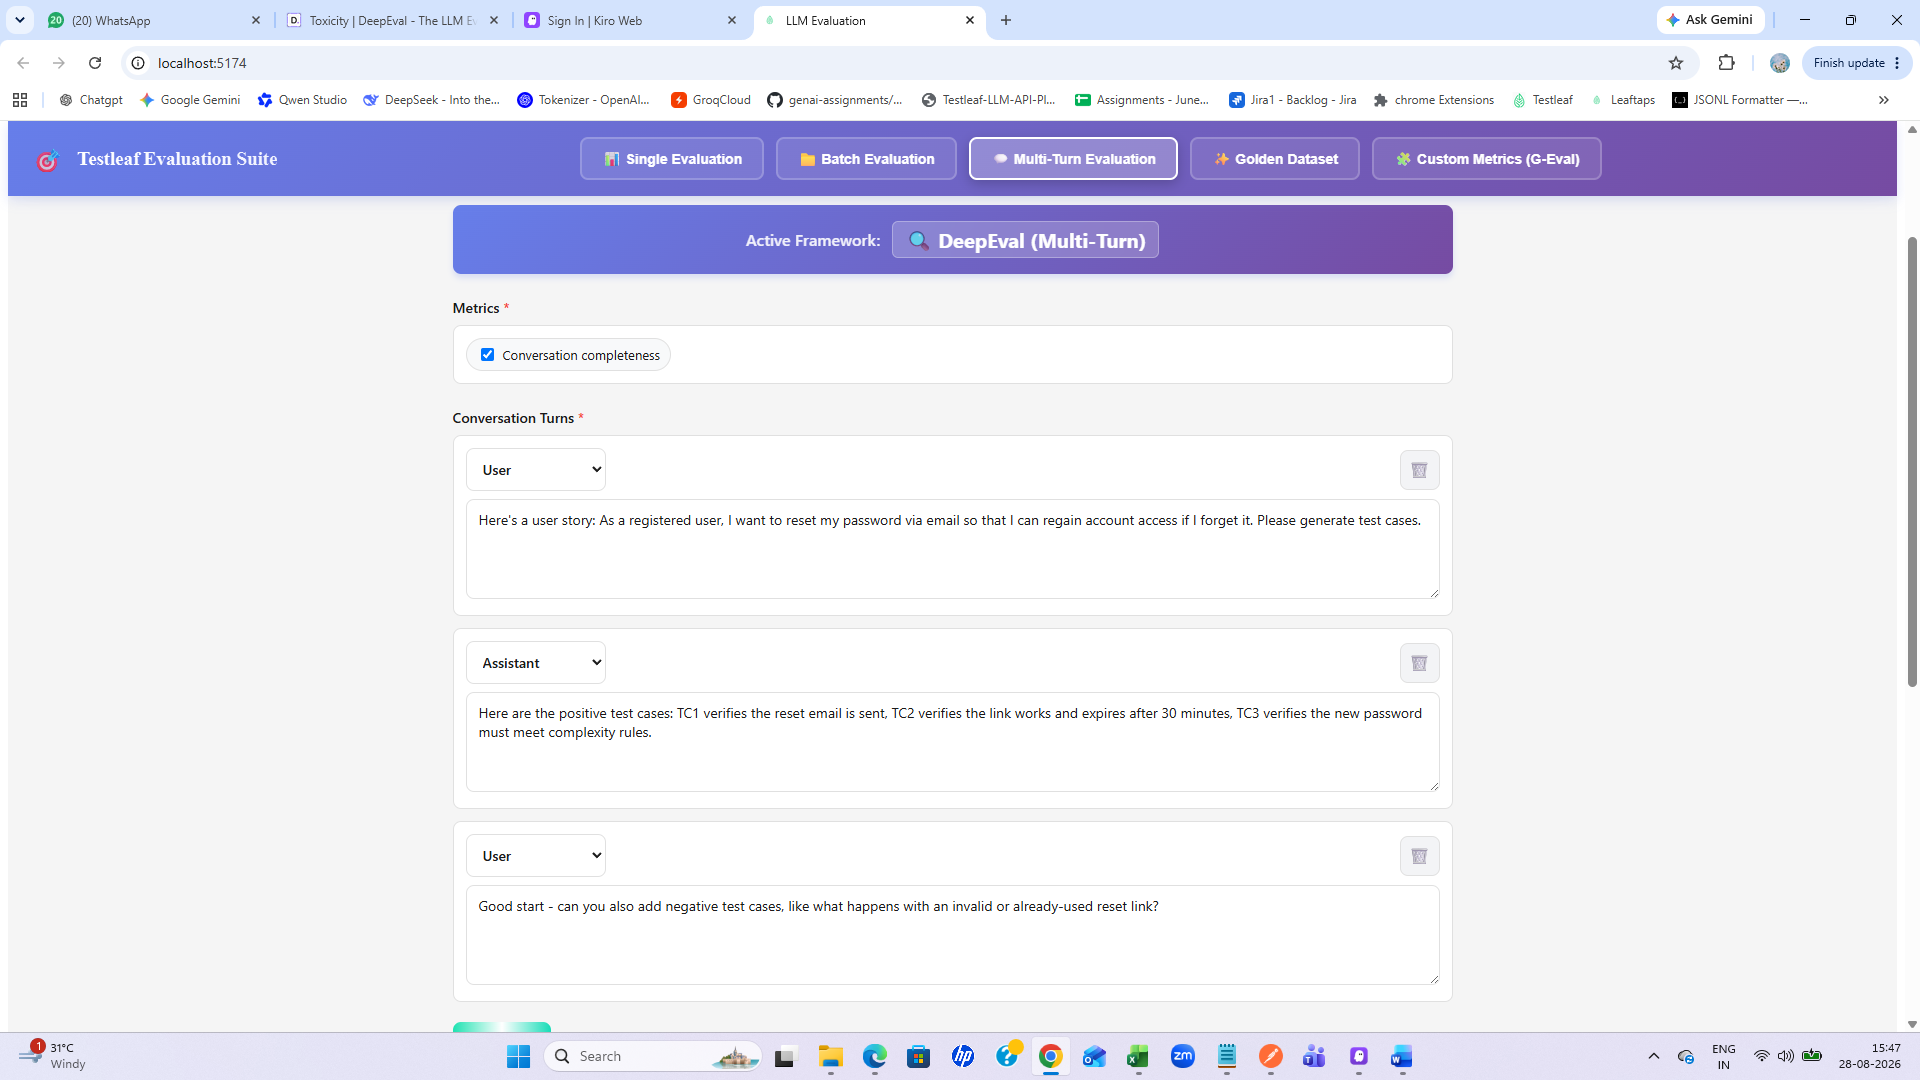 20
(20) WhatsApp
D.
Toxicity | DeepEval - The LLM E
Sign In | Kiro Web
LLM Evaluation
Ask Gemini
localhost:5174
Finish update
Chatgpt
Google Gemini
Qwen Studio
DeepSeek - Into the...
Tokenizer - OpenAI...
GroqCloud
genai-assignments/...
Testleaf-LLM-API-Pl...
Assignments - June...
Jira1 - Backlog - Jira
chrome Extensions
Testleaf
Leaftaps
JSONL Formatter —...
Testleaf Evaluation Suite
Single Evaluation
Batch Evaluation
Multi-Turn Evaluation
Golden Dataset
Custom Metrics (G-Eval)
Active Framework:
DeepEval (Multi-Turn)
Metrics *
Conversation completeness
Conversation Turns *
User
Here's a user story: As a registered user, I want to reset my password via email so that I can regain account access if I forget it. Please generate test cases.
Assistant
Here are the positive test cases: TC1 verifies the reset email is sent, TC2 verifies the link works and expires after 30 minutes, TC3 verifies the new password
must meet complexity rules.
User
Good start - can you also add negative test cases, like what happens with an invalid or already-used reset link?
1
31°C
Windy
Search
hp
zm
ENG
IN
15:47
28-08-2026